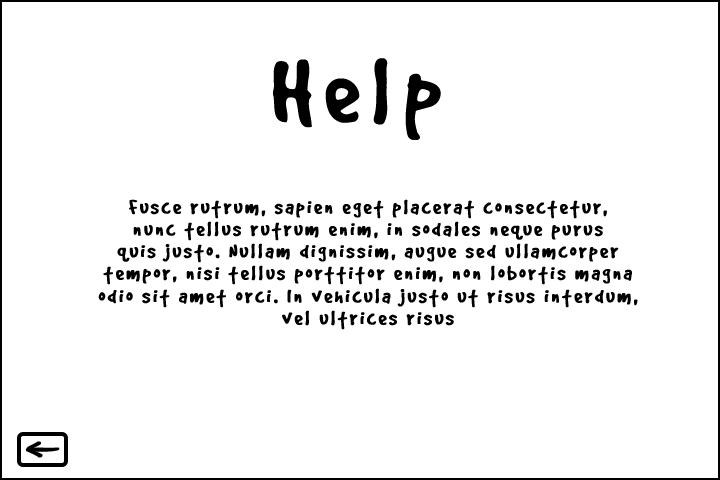 Help
Fusce rutrum, sapien eget placerat consectetur,
nunc tellus rutrum enim, in sodales neque purus
quis justo. Nullam dignissim, augue sed ullamcorper
tempor, nisi tellus porttitor enim, non lobortis magna
odio sit amet orci. In vehicula justo ut risus interdum,
vel ultrices risus